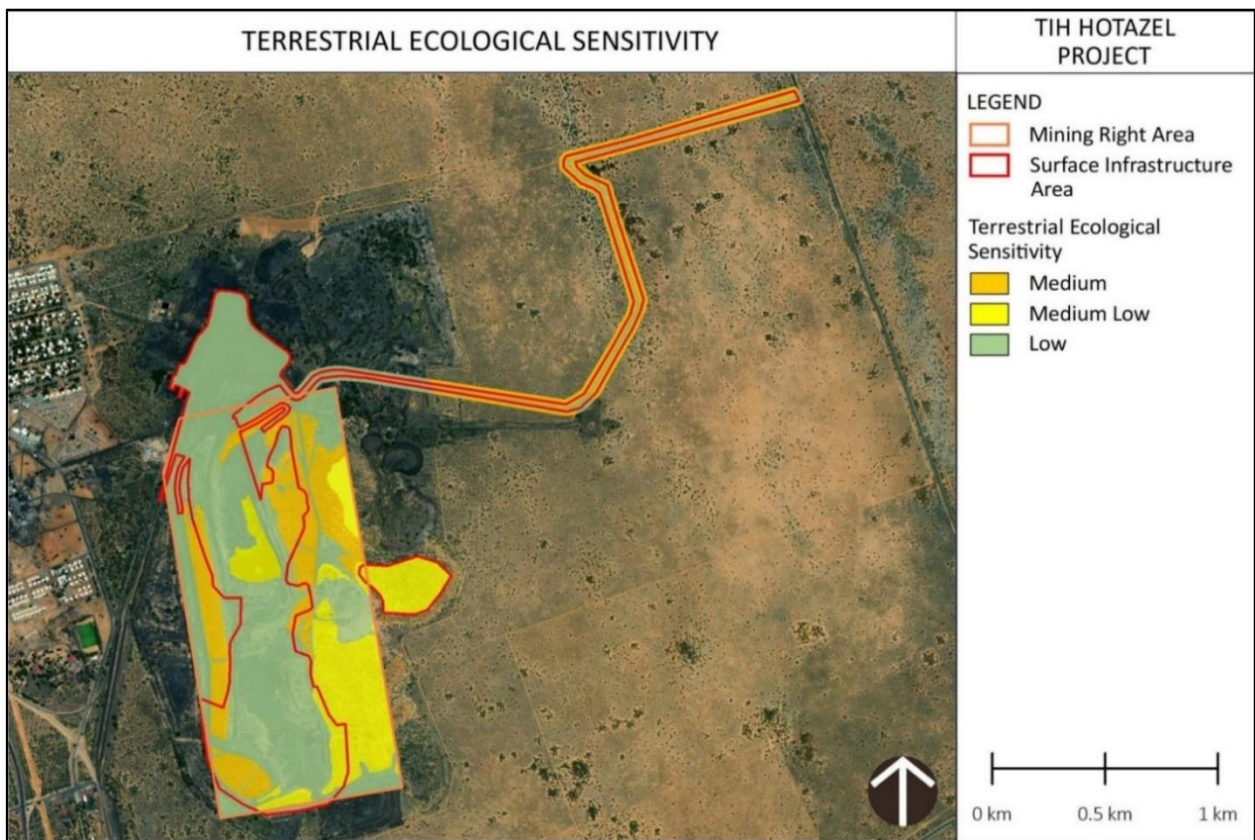 TERRESTRIAL ECOLOGICAL SENSITIVITY
TIH HOTAZEL
PROJECT
LEGEND
Mining Right Area
Surface Infrastructure
Area
Terrestrial Ecological
Sensitivity
Medium
Medium Low
Low
0 km
0.5 km
1 km